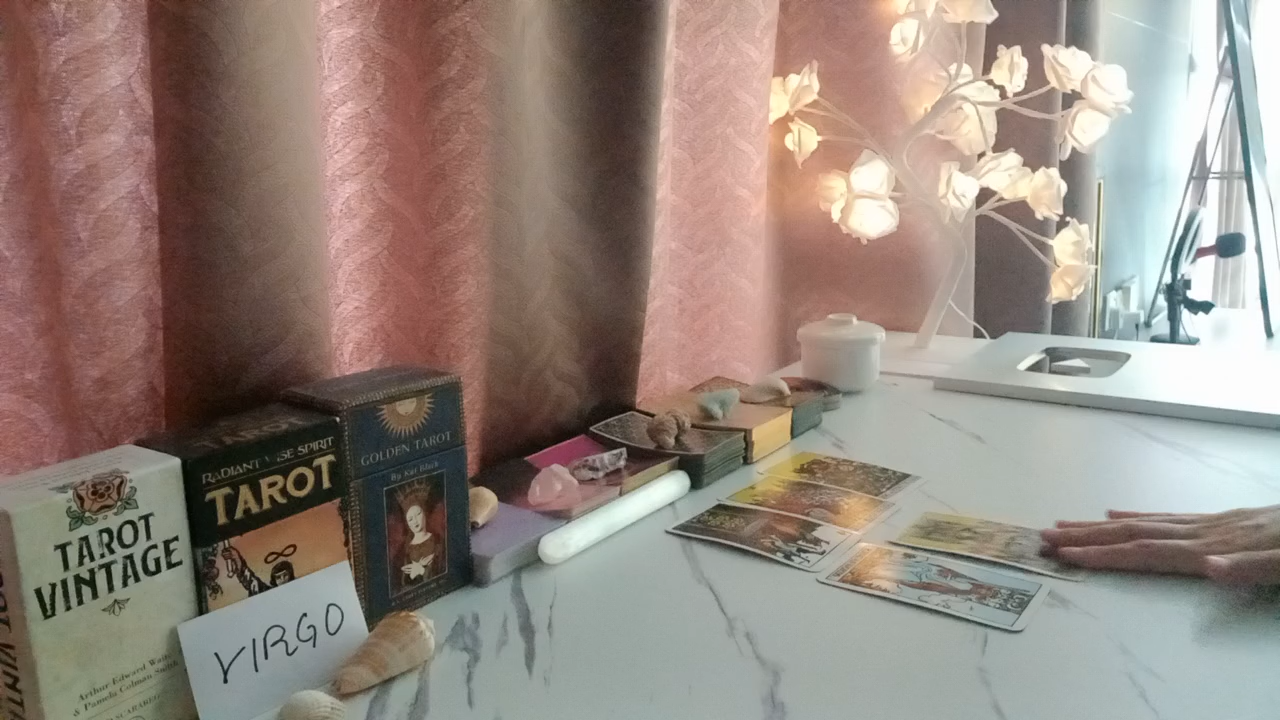 TAROT
VINTAGE
Arthur Edward Waite
& Pamela Colman Smith
RADIANT WISE SPIRIT
TAROT
GOLDEN TAROT
By Kat Black
VIRGO